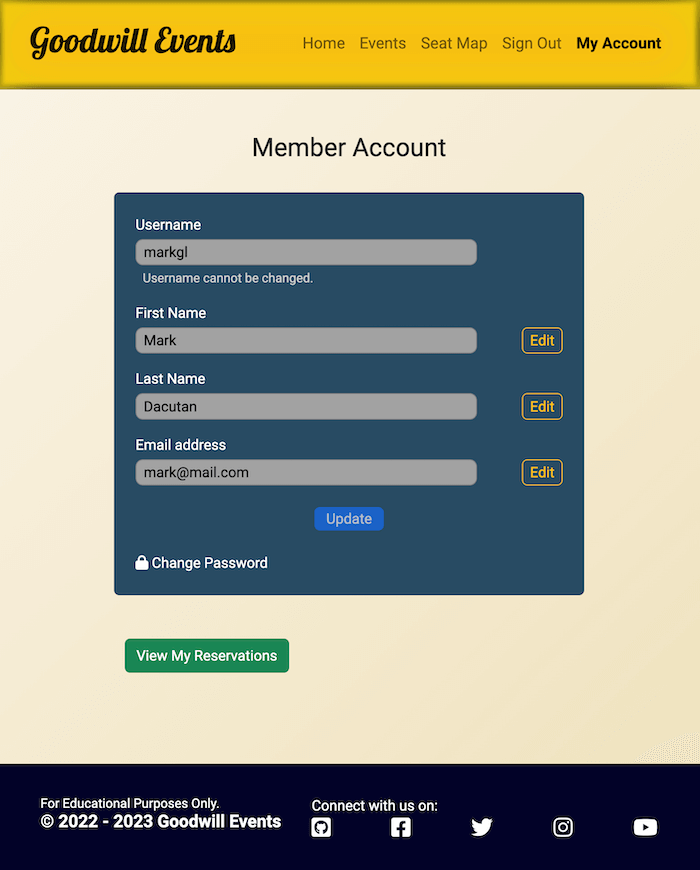 Goodwill Events
Home Events Seat Map Sign Out My Account
Member Account
Username
markgl
Username cannot be changed.
First Name
Mark
Edit
Last Name
Dacutan
Edit
Email address
mark@mail.com
Edit
Update
Change Password
View My Reservations
For Educational Purposes Only.
© 2022 - 2023 Goodwill Events
Connect with us on: